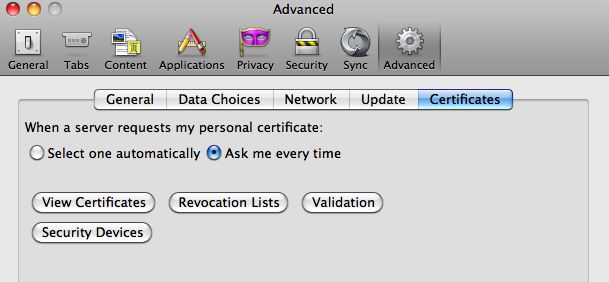 Advanced
General Tabs Content Applications Privacy Security Sync Advanced
General Data Choices Network Update Certificates
When a server requests my personal certificate:
Select one automatically Ask me every time
View Certificates Revocation Lists Validation
Security Devices